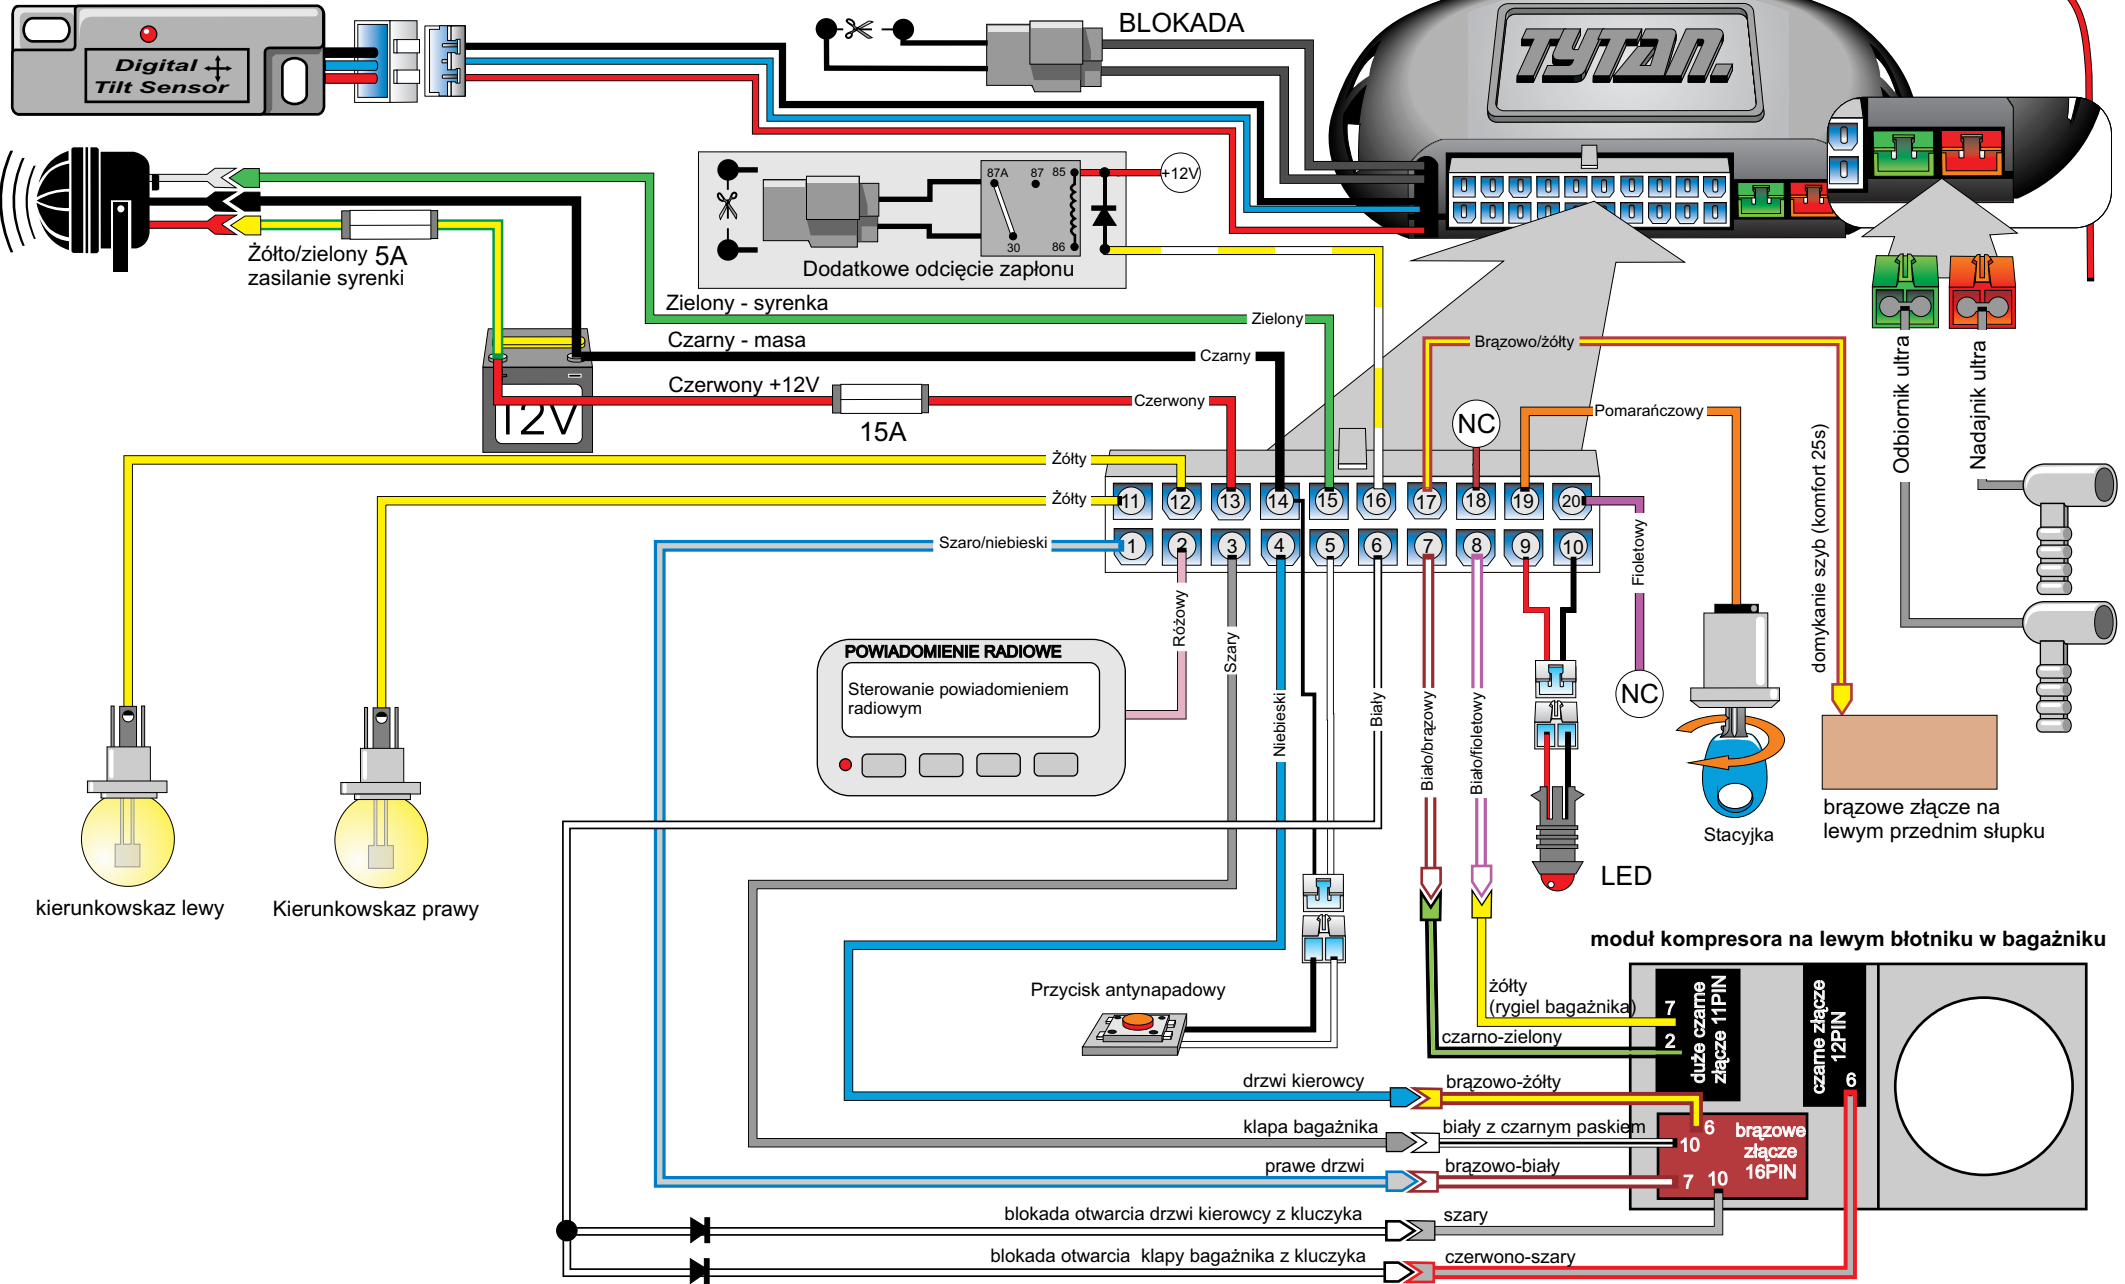 BLOKADA
TYTAN.
Digital
Tilt Sensor
87A
87
85
30
86
+12V
Dodatkowe odcięcie zapłonu
Żółto/zielony 5A
zasilanie syrenki
Zielony - syrenka
Zielony
Czarny - masa
Czarny
Czerwony +12V
Czerwony
15A
12V
Brązowo/żółty
Pomarańczowy
NC
Odbiornik ultra
Nadajnik ultra
domykanie szyb (komfort 25s)
Żółty
Żółty
11
12
13
14
15
16
17
18
19
20
1
2
3
4
5
6
7
8
9
10
Szaro/niebieski
Różowy
Szary
Niebieski
Biały
Biało/brązowy
Biało/fioletowy
Fioletowy
NC
POWIADOMIENIE RADIOWE
Sterowanie powiadomieniem
radiowym
Stacyjka
brązowe złącze na
lewym przednim słupku
LED
kierunkowskaz lewy
Kierunkowskaz prawy
moduł kompresora na lewym błotniku w bagażniku
Przycisk antynapadowy
żółty
(rygiel bagażnika)
czarno-zielony
7
2
duże czarne
złącze 11PIN
czarne złącze
12PIN
6
drzwi kierowcy
brązowo-żółty
klapa bagażnika
biały z czarnym paskiem
prawe drzwi
brązowo-biały
6
10
7
10
brązowe
złącze
16PIN
blokada otwarcia drzwi kierowcy z kluczyka
szary
blokada otwarcia klapy bagażnika z kluczyka
czerwono-szary